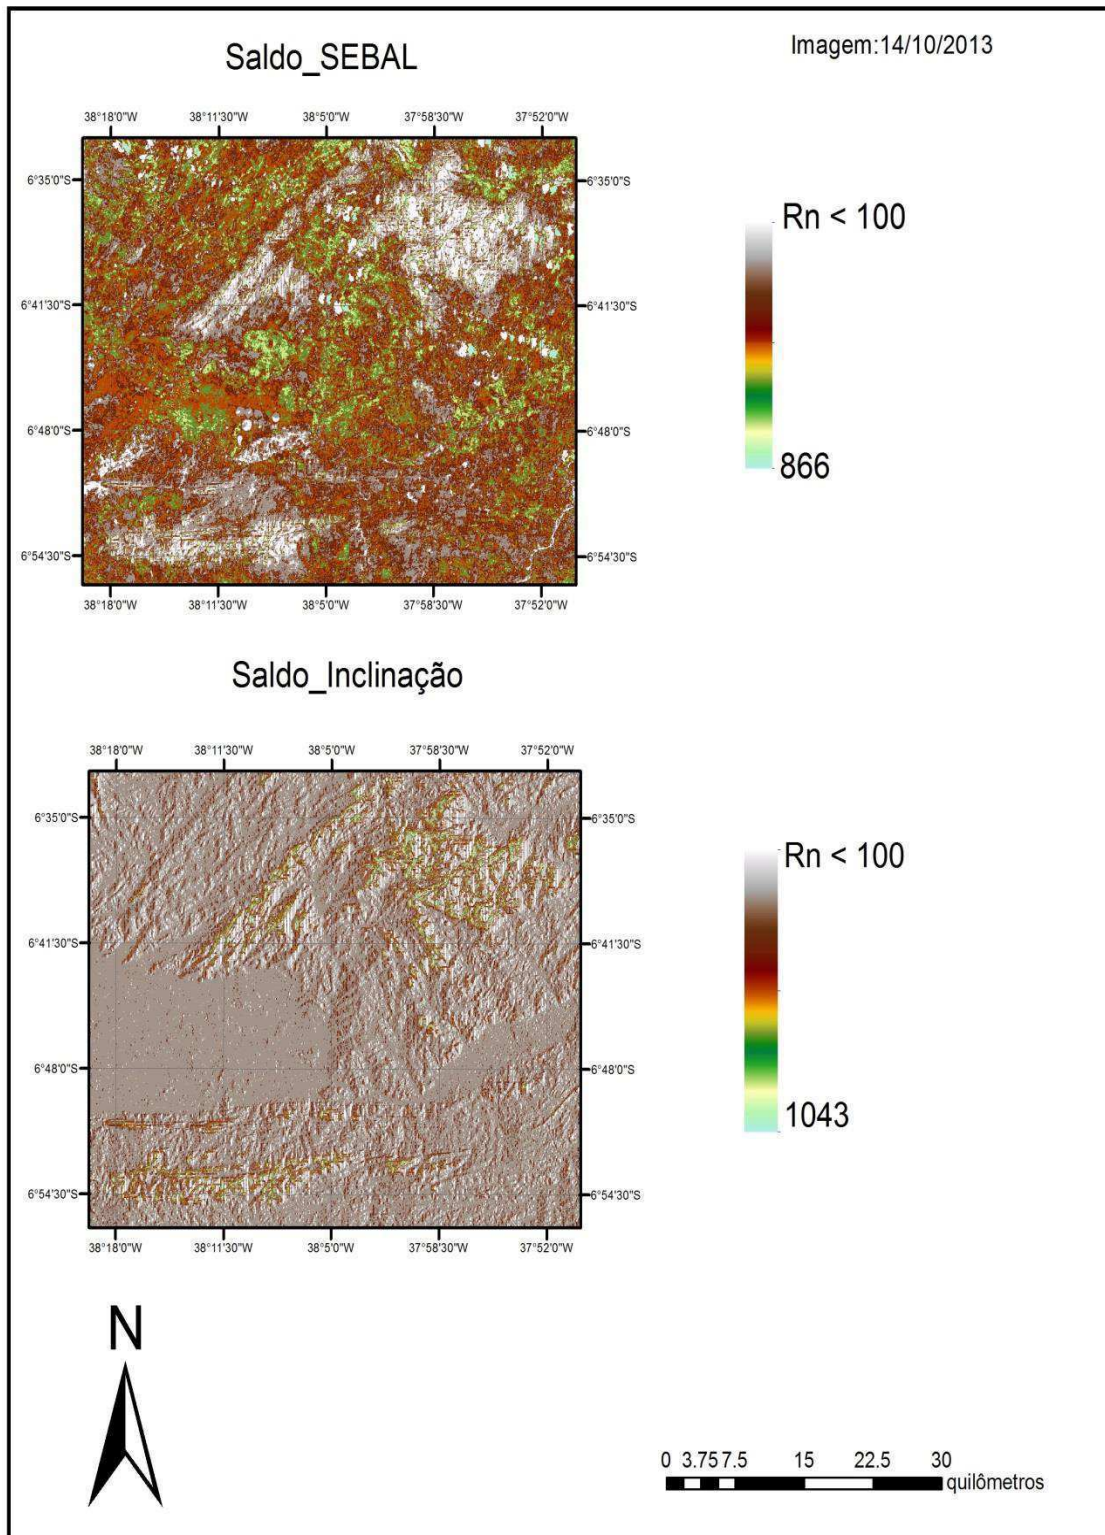 Saldo_SEBAL
Imagem:14/10/2013
38°18'0"W 38°11'30"W 38°5'0"W 37°58'30"W 37°52'0"W
6°35'0"S 6°35'0"S
6°41'30"S 6°41'30"S
6°48'0"S 6°48'0"S
6°54'30"S 6°54'30"S
38°18'0"W 38°11'30"W 38°5'0"W 37°58'30"W 37°52'0"W
Rn < 100
866
Saldo_Inclinação
38°18'0"W 38°11'30"W 38°5'0"W 37°58'30"W 37°52'0"W
6°35'0"S 6°35'0"S
6°41'30"S 6°41'30"S
6°48'0"S 6°48'0"S
6°54'30"S 6°54'30"S
38°18'0"W 38°11'30"W 38°5'0"W 37°58'30"W 37°52'0"W
Rn < 100
1043
N
0 3.75 7.5 15 22.5 30
quilômetros